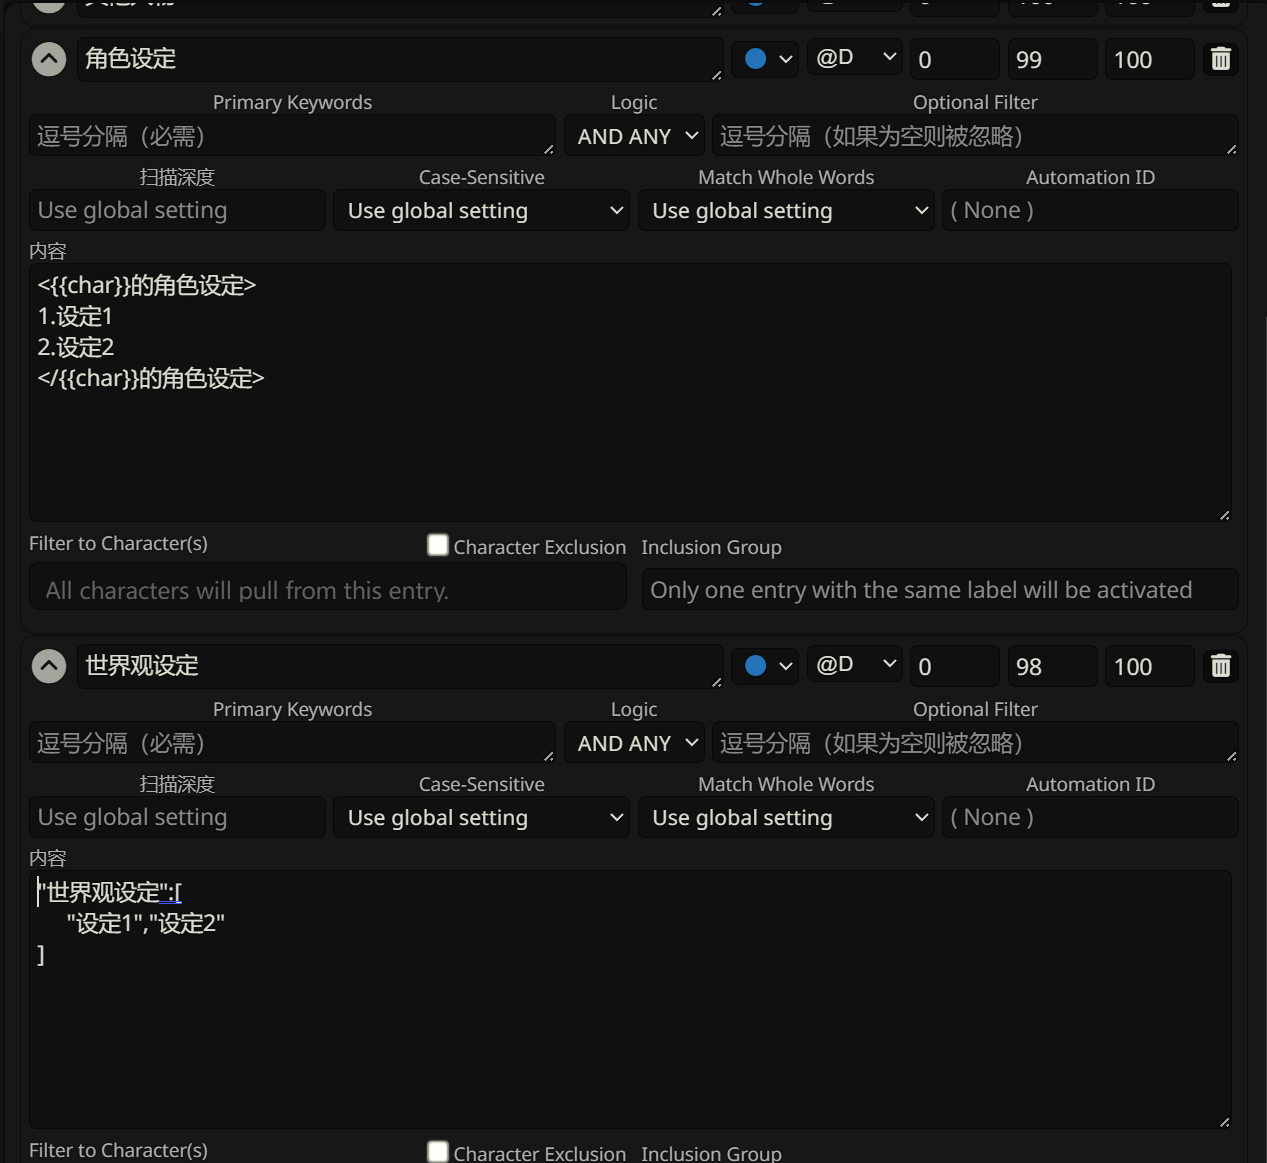 角色设定 @D 0 99 100
Primary Keywords Logic Optional Filter
逗号分隔（必需） AND ANY 逗号分隔（如果为空则被忽略）
扫描深度 Case-Sensitive Match Whole Words Automation ID
Use global setting Use global setting Use global setting ( None )
内容
<{{char}}的角色设定>
1.设定1
2.设定2
</{{char}}的角色设定>
Filter to Character(s) Character Exclusion Inclusion Group
All characters will pull from this entry. Only one entry with the same label will be activated
世界观设定 @D 0 98 100
Primary Keywords Logic Optional Filter
逗号分隔（必需） AND ANY 逗号分隔（如果为空则被忽略）
扫描深度 Case-Sensitive Match Whole Words Automation ID
Use global setting Use global setting Use global setting ( None )
内容
"世界观设定":[
"设定1","设定2"
]
Filter to Character(s) Character Exclusion Inclusion Group